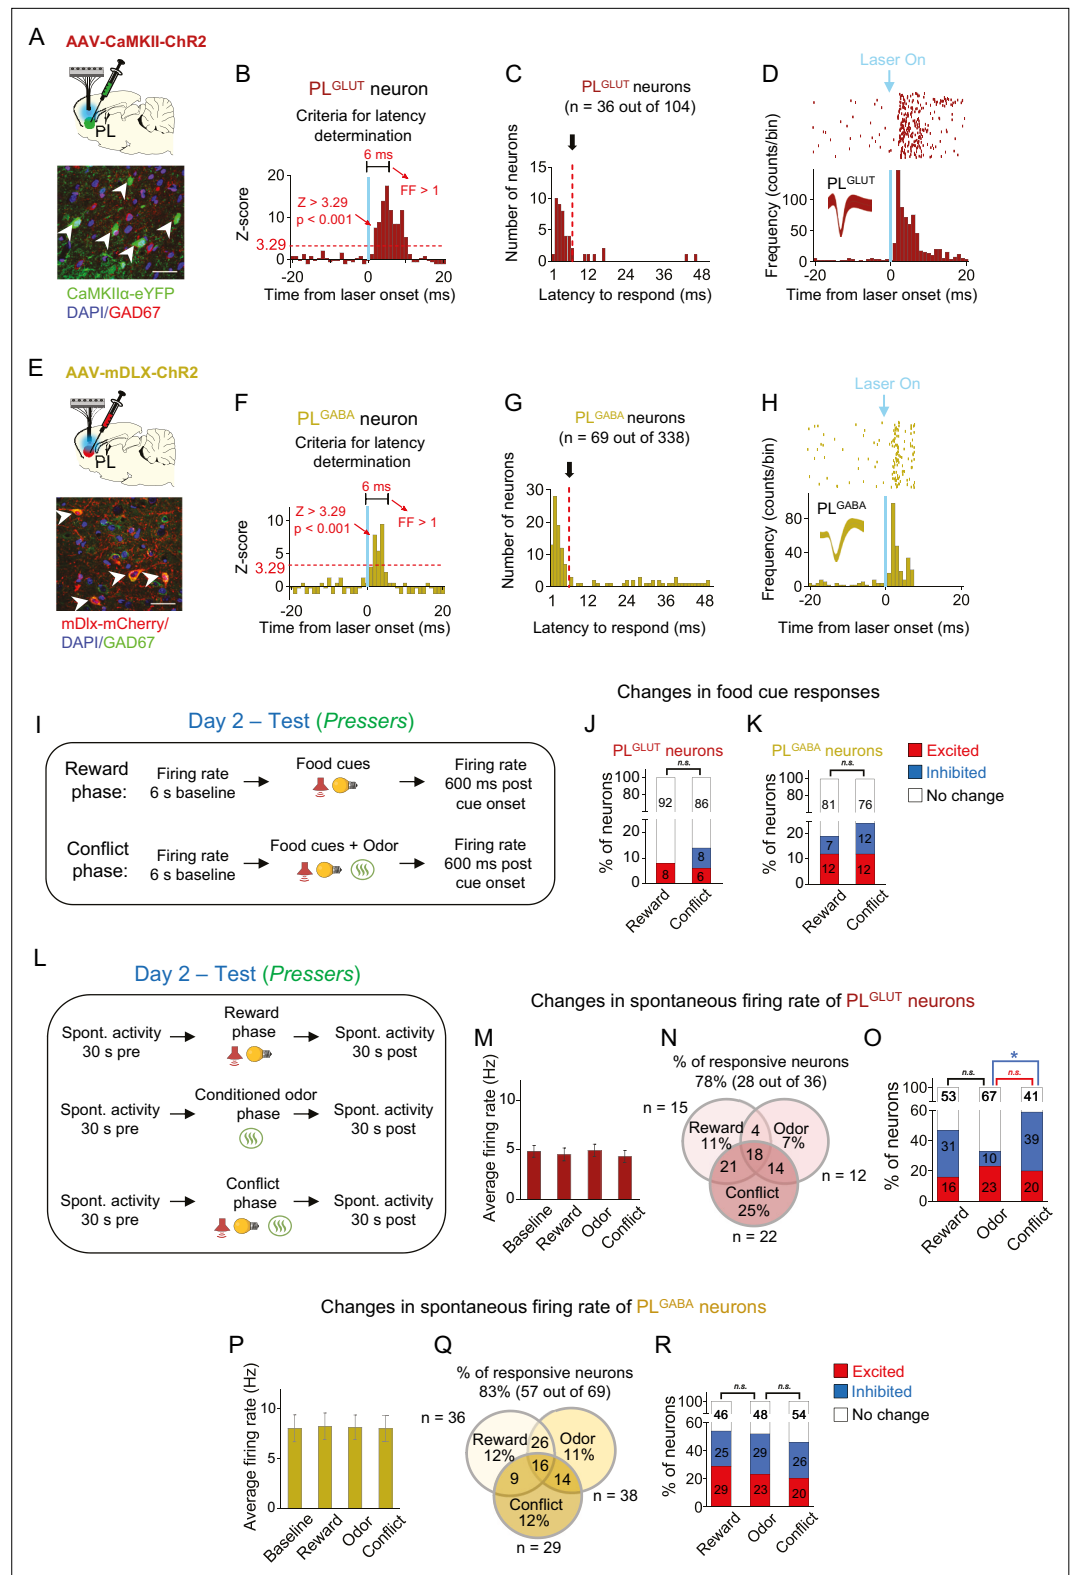 A
AAV-CaMKII-ChR2
PL
CaMKIIα-eYFP
DAPI/GAD67
B
PLGLUT neuron
Criteria for latency
determination
6 ms
FF > 1
Z > 3.29
p < 0.001
Z-score
20
10
3.29
0
-20
0
20
Time from laser onset (ms)
C
PLGLUT neurons
(n = 36 out of 104)
Number of neurons
15
10
5
0
1
12
24
36
48
Latency to respond (ms)
D
Laser On
PLGLUT
Frequency (counts/bin)
100
50
0
-20
0
20
Time from laser onset (ms)
E
AAV-mDLX-ChR2
PL
mDlx-mCherry/
DAPI/GAD67
F
PLGABA neuron
Criteria for latency
determination
6 ms
Z > 3.29
p < 0.001
FF > 1
Z-score
10
5
3.29
0
-20
0
20
Time from laser onset (ms)
G
PLGABA neurons
(n = 69 out of 338)
Number of neurons
30
20
10
0
1
12
24
36
48
Latency to respond (ms)
H
Laser On
PLGABA
Frequency (counts/bin)
80
40
0
-20
0
20
Time from laser onset (ms)
I
Day 2 – Test (Pressers)
Reward
phase:
Firing rate
6 s baseline
Food cues
Firing rate
600 ms post
cue onset
Conflict
phase:
Firing rate
6 s baseline
Food cues + Odor
Firing rate
600 ms post
cue onset
Changes in food cue responses
J
PLGLUT neurons
n.s.
% of neurons
100
80
20
10
0
92
8
86
8
6
Reward
Conflict
K
PLGABA neurons
n.s.
% of neurons
100
80
20
10
0
81
7
12
76
12
12
Reward
Conflict
Excited
Inhibited
No change
L
Day 2 – Test (Pressers)
Spont. activity
30 s pre
Reward
phase
Spont. activity
30 s post
Spont. activity
30 s pre
Conditioned odor
phase
Spont. activity
30 s post
Spont. activity
30 s pre
Conflict
phase
Spont. activity
30 s post
Changes in spontaneous firing rate of PLGLUT neurons
M
Average firing rate (Hz)
10
5
0
Baseline
Reward
Odor
Conflict
N
% of responsive neurons
78% (28 out of 36)
n = 15
Reward
11%
4
Odor
7%
18
21
14
n = 12
Conflict
25%
n = 22
O
*
n.s.
n.s.
% of neurons
100
80
60
40
20
0
53
31
16
67
10
23
41
39
20
Reward
Odor
Conflict
Changes in spontaneous firing rate of PLGABA neurons
P
Average firing rate (Hz)
10
5
0
Baseline
Reward
Odor
Conflict
Q
% of responsive neurons
83% (57 out of 69)
n = 36
Reward
12%
26
Odor
11%
16
9
14
n = 38
Conflict
12%
n = 29
R
n.s.
n.s.
% of neurons
100
80
60
40
20
0
46
25
29
48
29
23
54
26
20
Reward
Odor
Conflict
Excited
Inhibited
No change